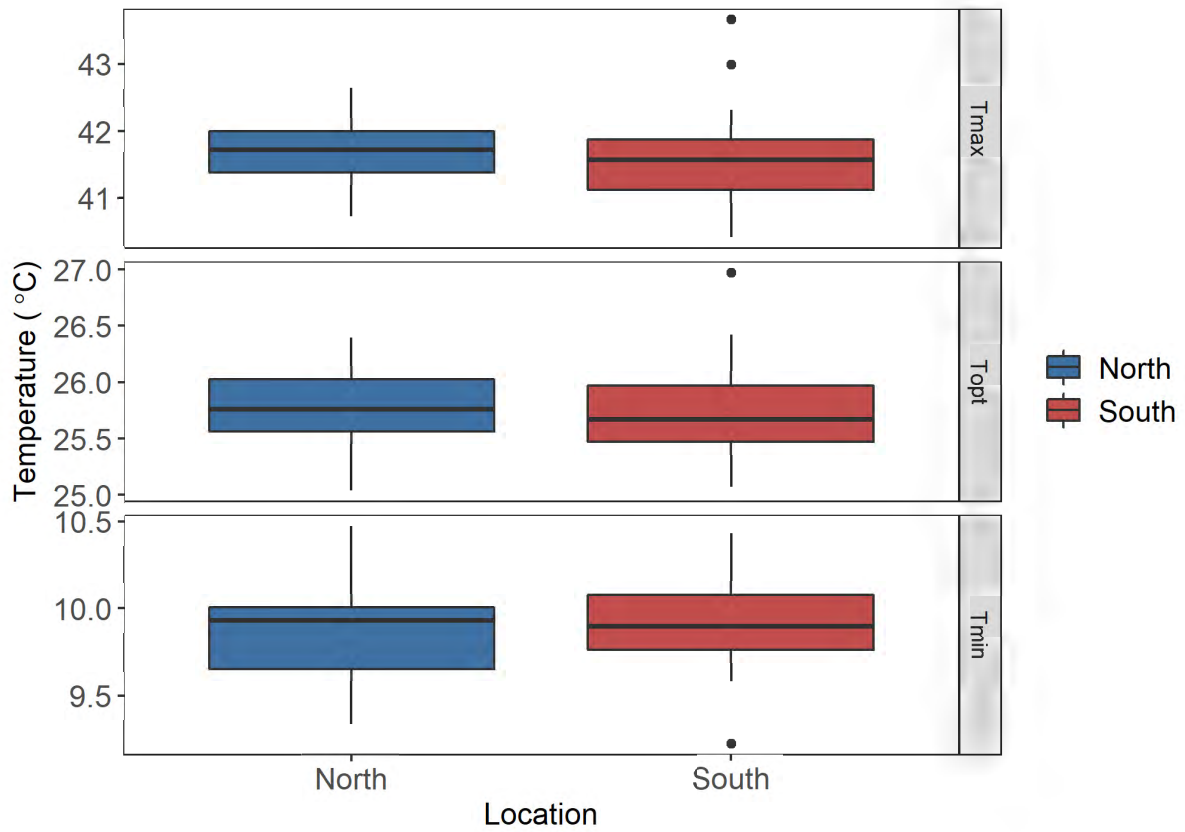 43
42
41
Tmax
27.0
26.5
26.0
25.5
25.0
Topt
10.5
10.0
9.5
Tmin
Temperature ( °C)
North
South
Location
North
South